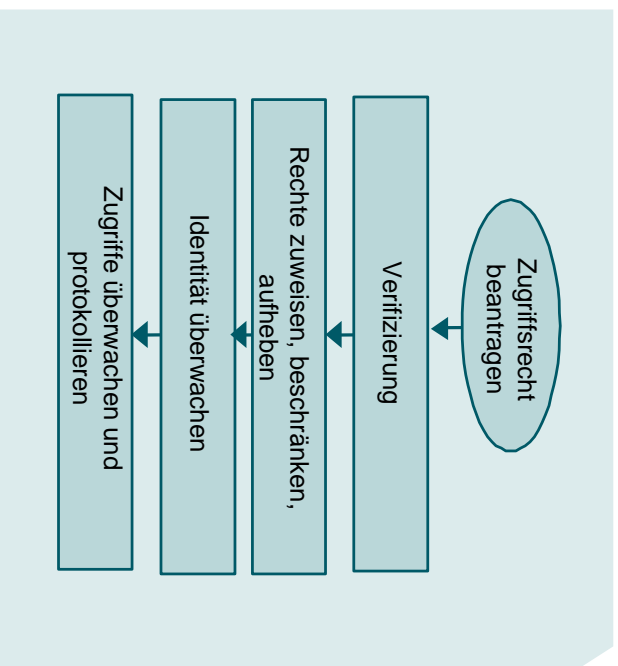 Zugriffsrecht
beantragen
Verifizierung
Rechte zuweisen, beschränken,
aufheben
Identität überwachen
Zugriffe überwachen und
protokollieren